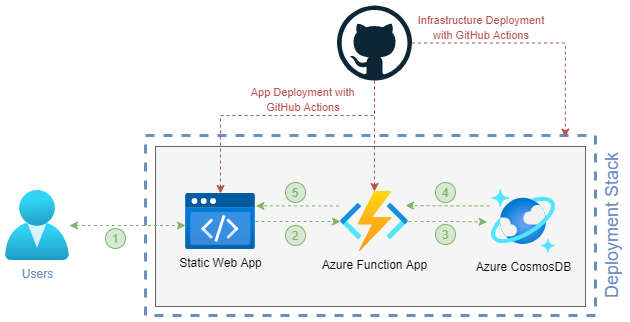 Infrastructure Deployment
with GitHub Actions
App Deployment with
GitHub Actions
5
4
1
2
3
Static Web App
Azure Function App
Azure CosmosDB
Users
Deployment Stack